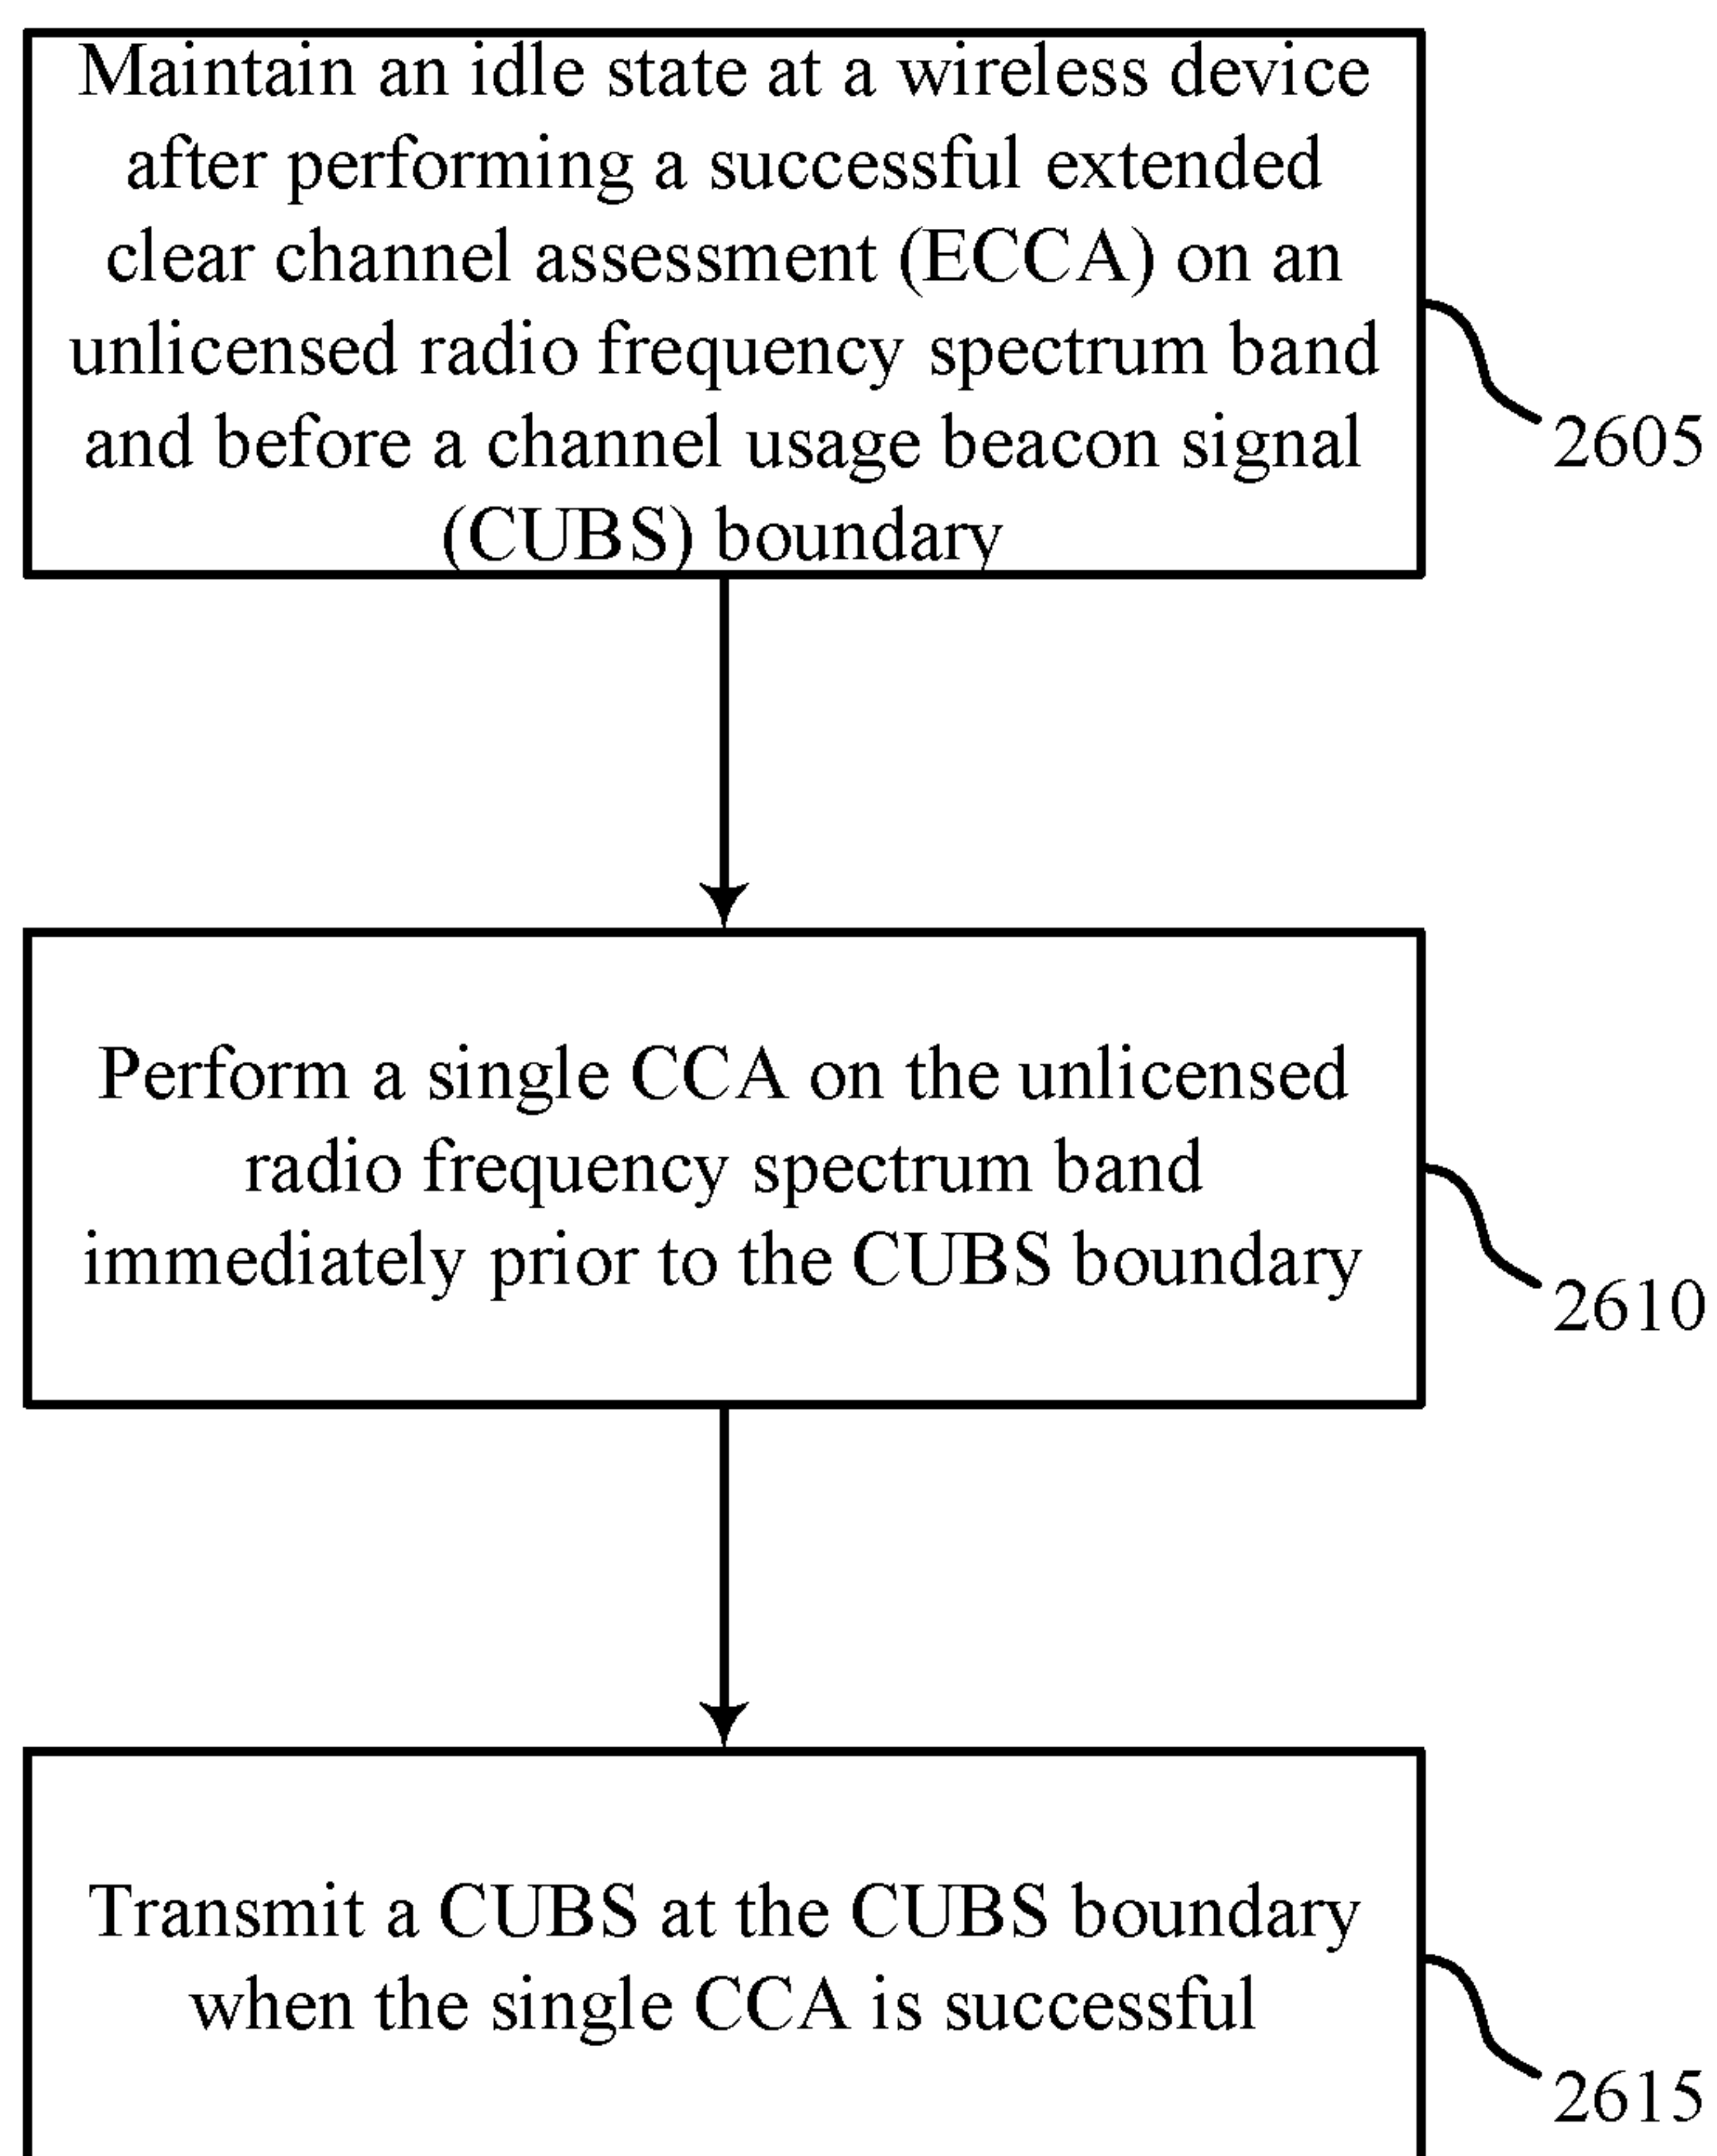 Maintain an idle state at a wireless device
after performing a successful extended
clear channel assessment (ECCA) on an
unlicensed radio frequency spectrum band
and before a channel usage beacon signal
(CUBS) boundary
2605
Perform a single CCA on the unlicensed
radio frequency spectrum band
immediately prior to the CUBS boundary
2610
Transmit a CUBS at the CUBS boundary
when the single CCA is successful
2615